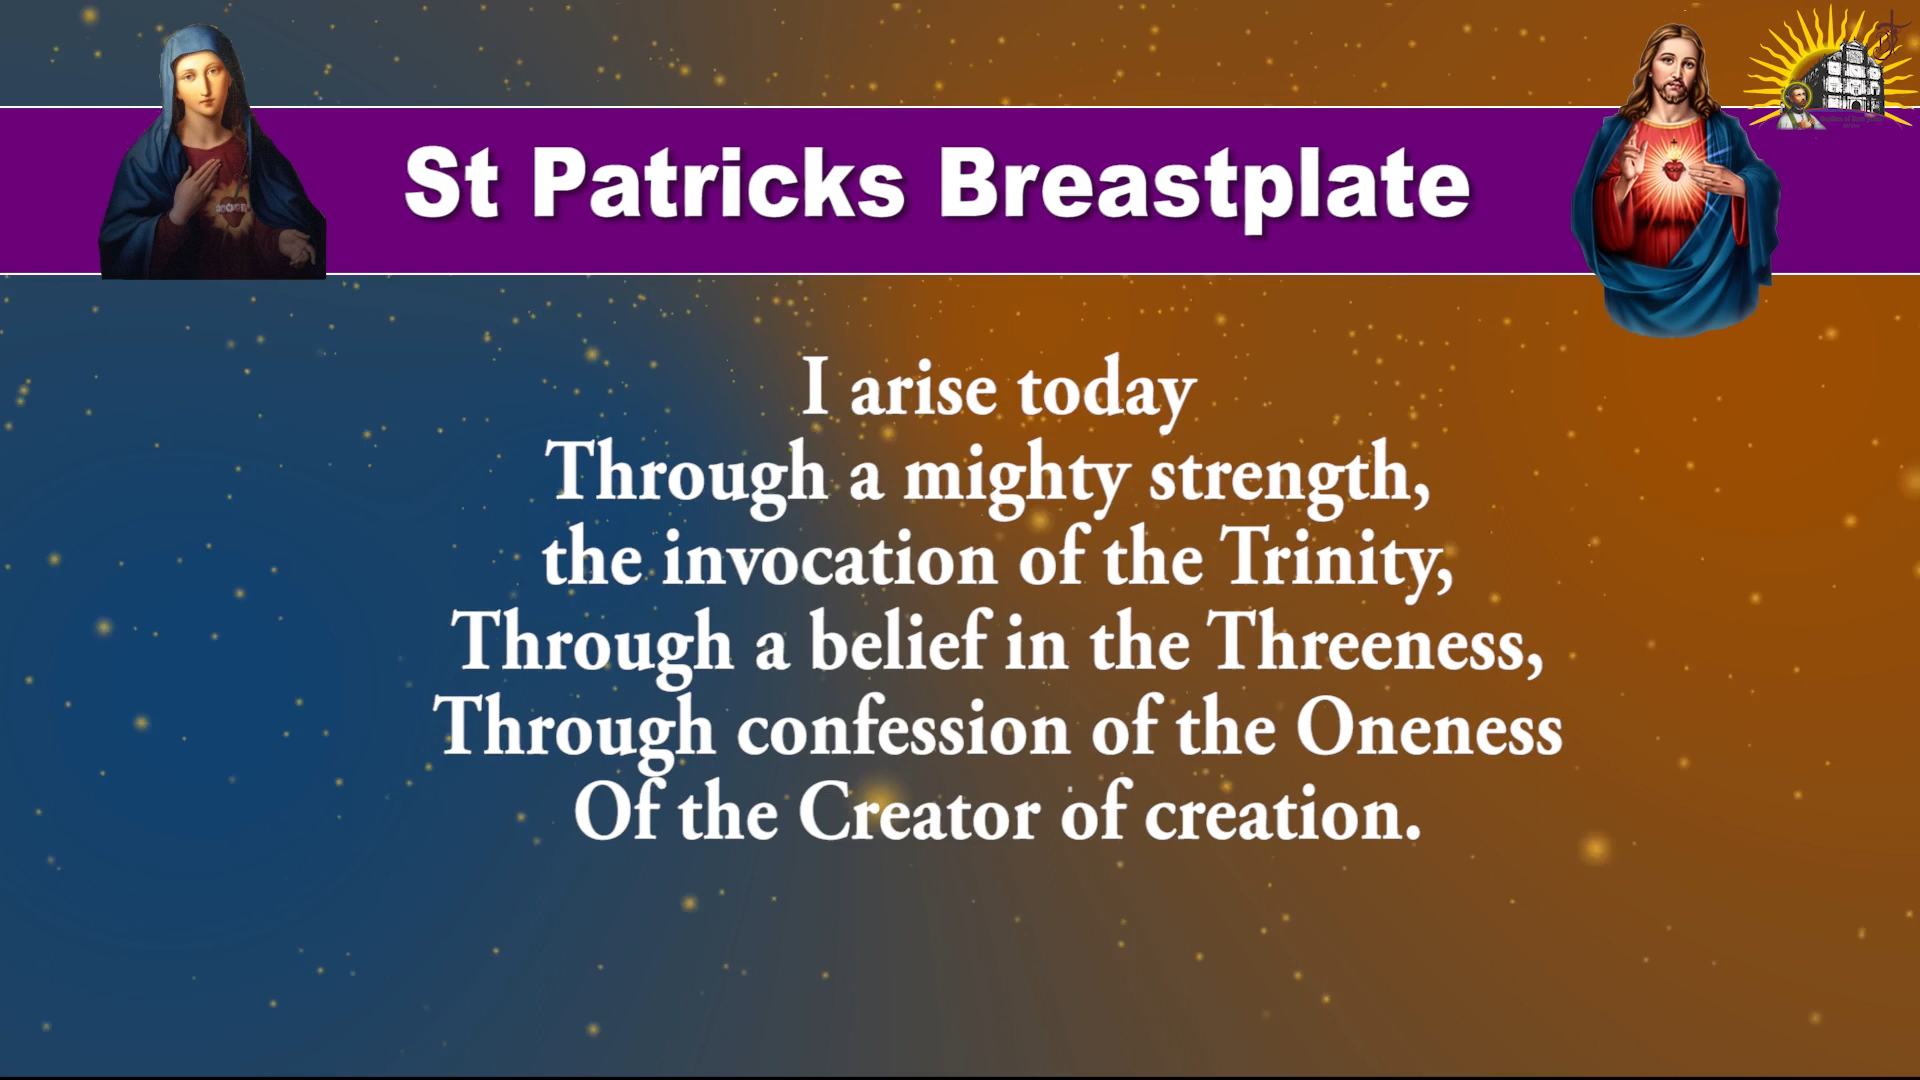 St Patricks Breastplate
I arise today
Through a mighty strength,
the invocation of the Trinity,
Through a belief in the Threeness,
Through confession of the Oneness
Of the Creator of creation.